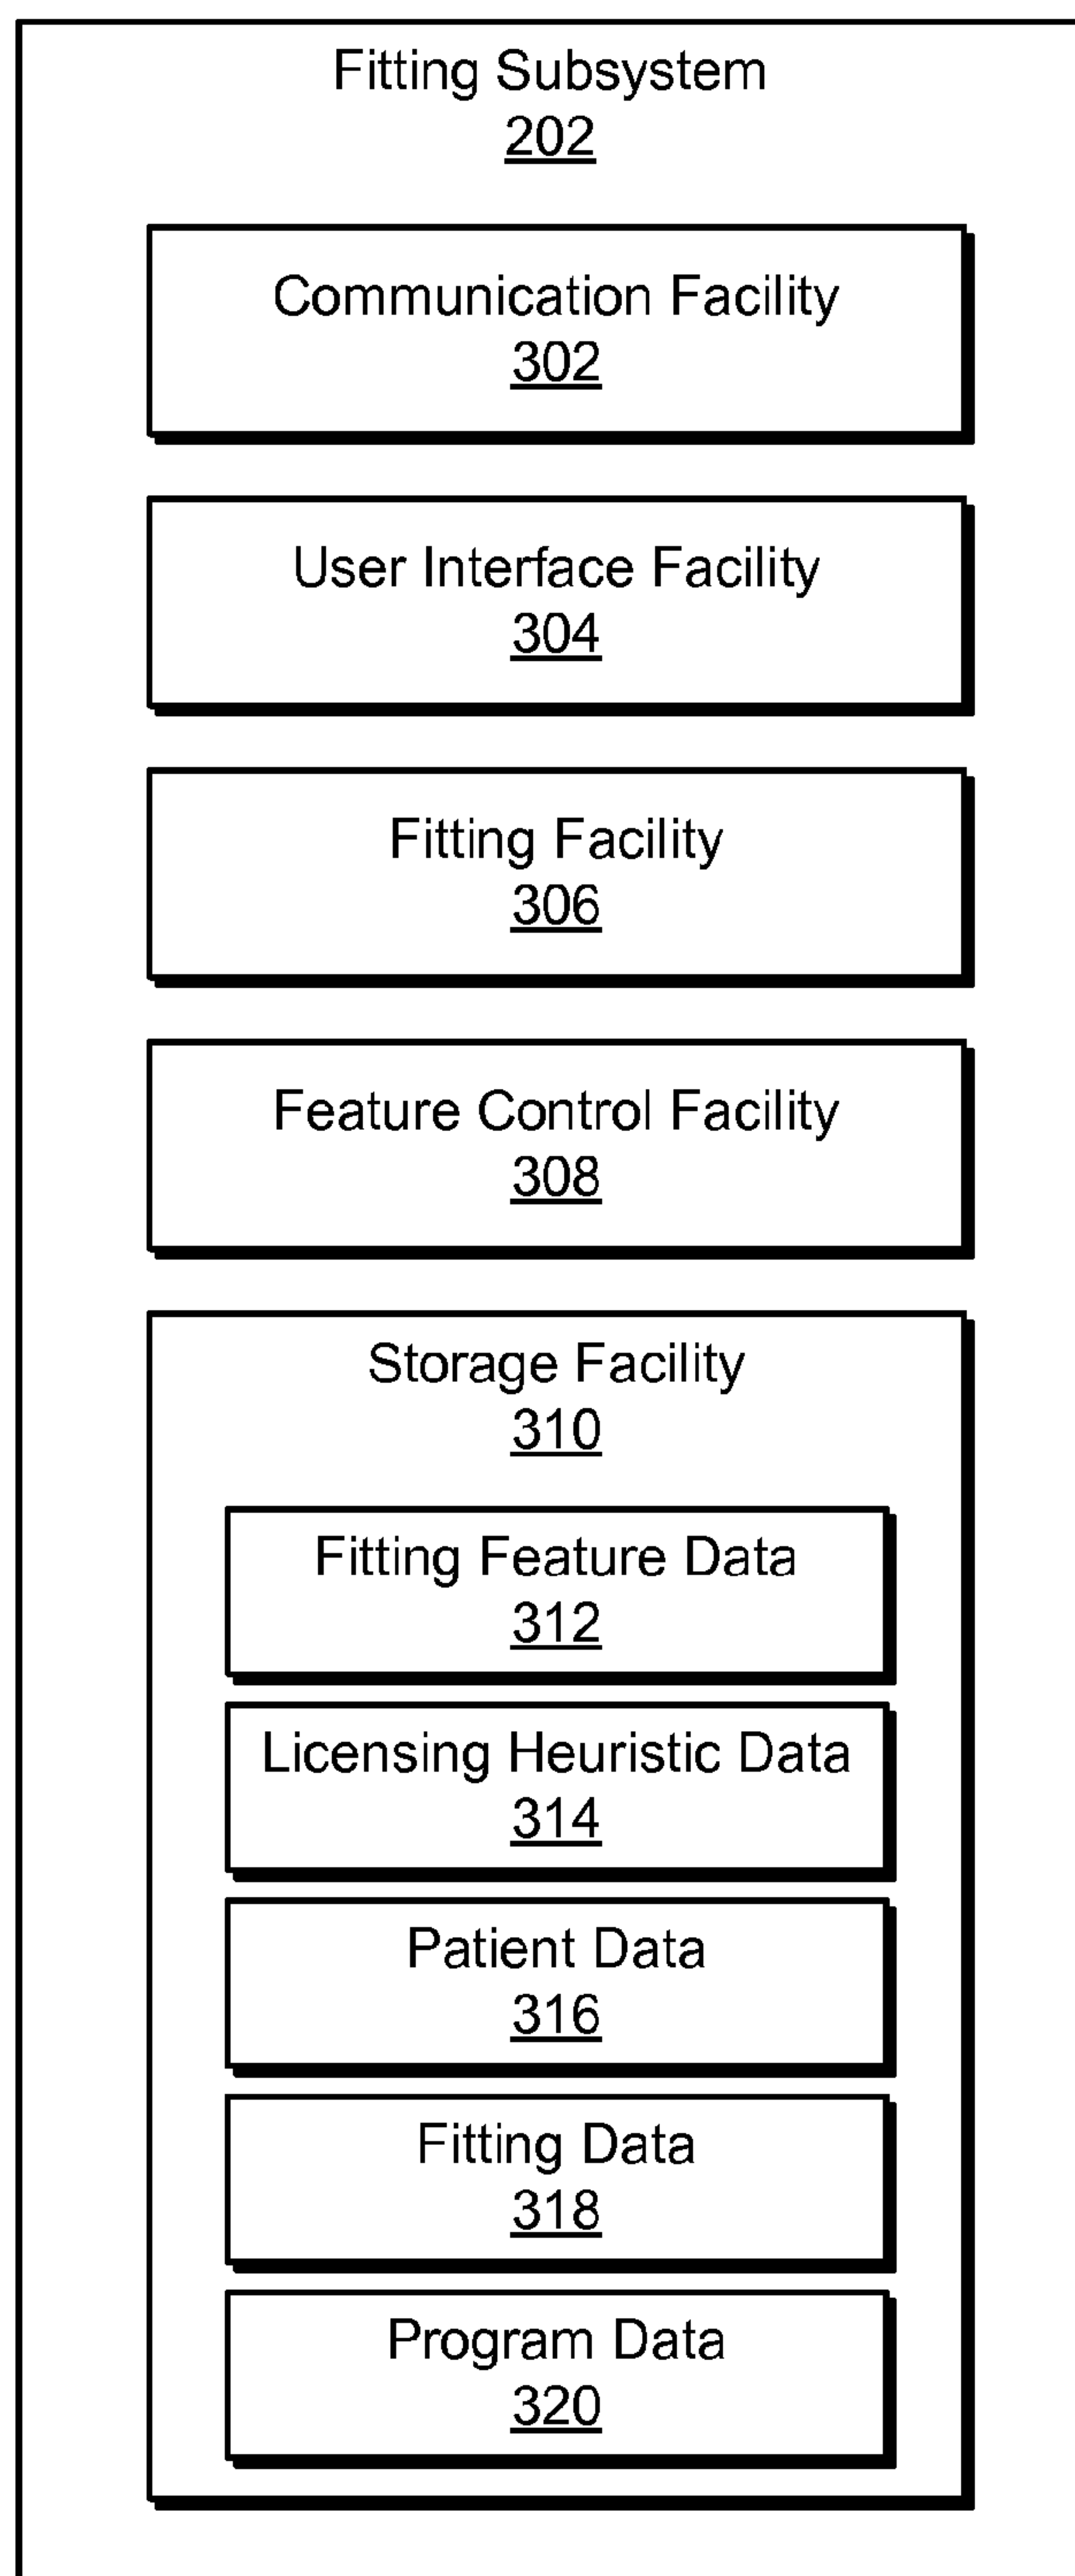 Fitting Subsystem
202
Communication Facility
302
User Interface Facility
304
Fitting Facility
306
Feature Control Facility
308
Storage Facility
310
Fitting Feature Data
312
Licensing Heuristic Data
314
Patient Data
316
Fitting Data
318
Program Data
320